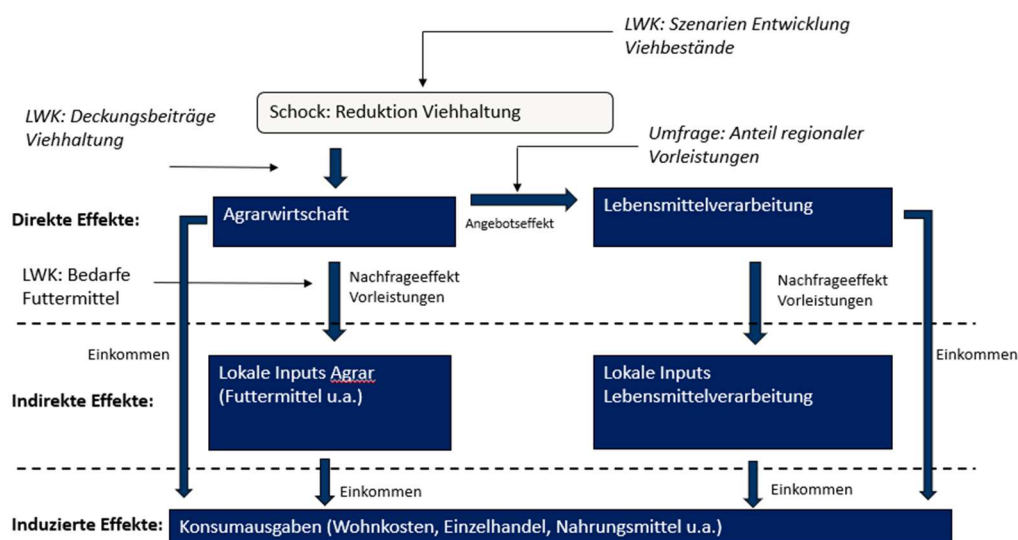 LWK: Szenarien Entwicklung
Viehbestände
Schock: Reduktion Viehhaltung
LWK: Deckungsbeiträge
Viehhaltung
Umfrage: Anteil regionaler
Vorleistungen
Direkte Effekte:
Agrarwirtschaft
Angebotseffekt
Lebensmittelverarbeitung
LWK: Bedarfe
Futtermittel
Nachfrageeffekt
Vorleistungen
Nachfrageeffekt
Vorleistungen
Einkommen
Einkommen
Indirekte Effekte:
Lokale Inputs Agrar
(Futtermittel u.a.)
Lokale Inputs
Lebensmittelverarbeitung
Einkommen
Einkommen
Induzierte Effekte:
Konsumausgaben (Wohnkosten, Einzelhandel, Nahrungsmittel u.a.)